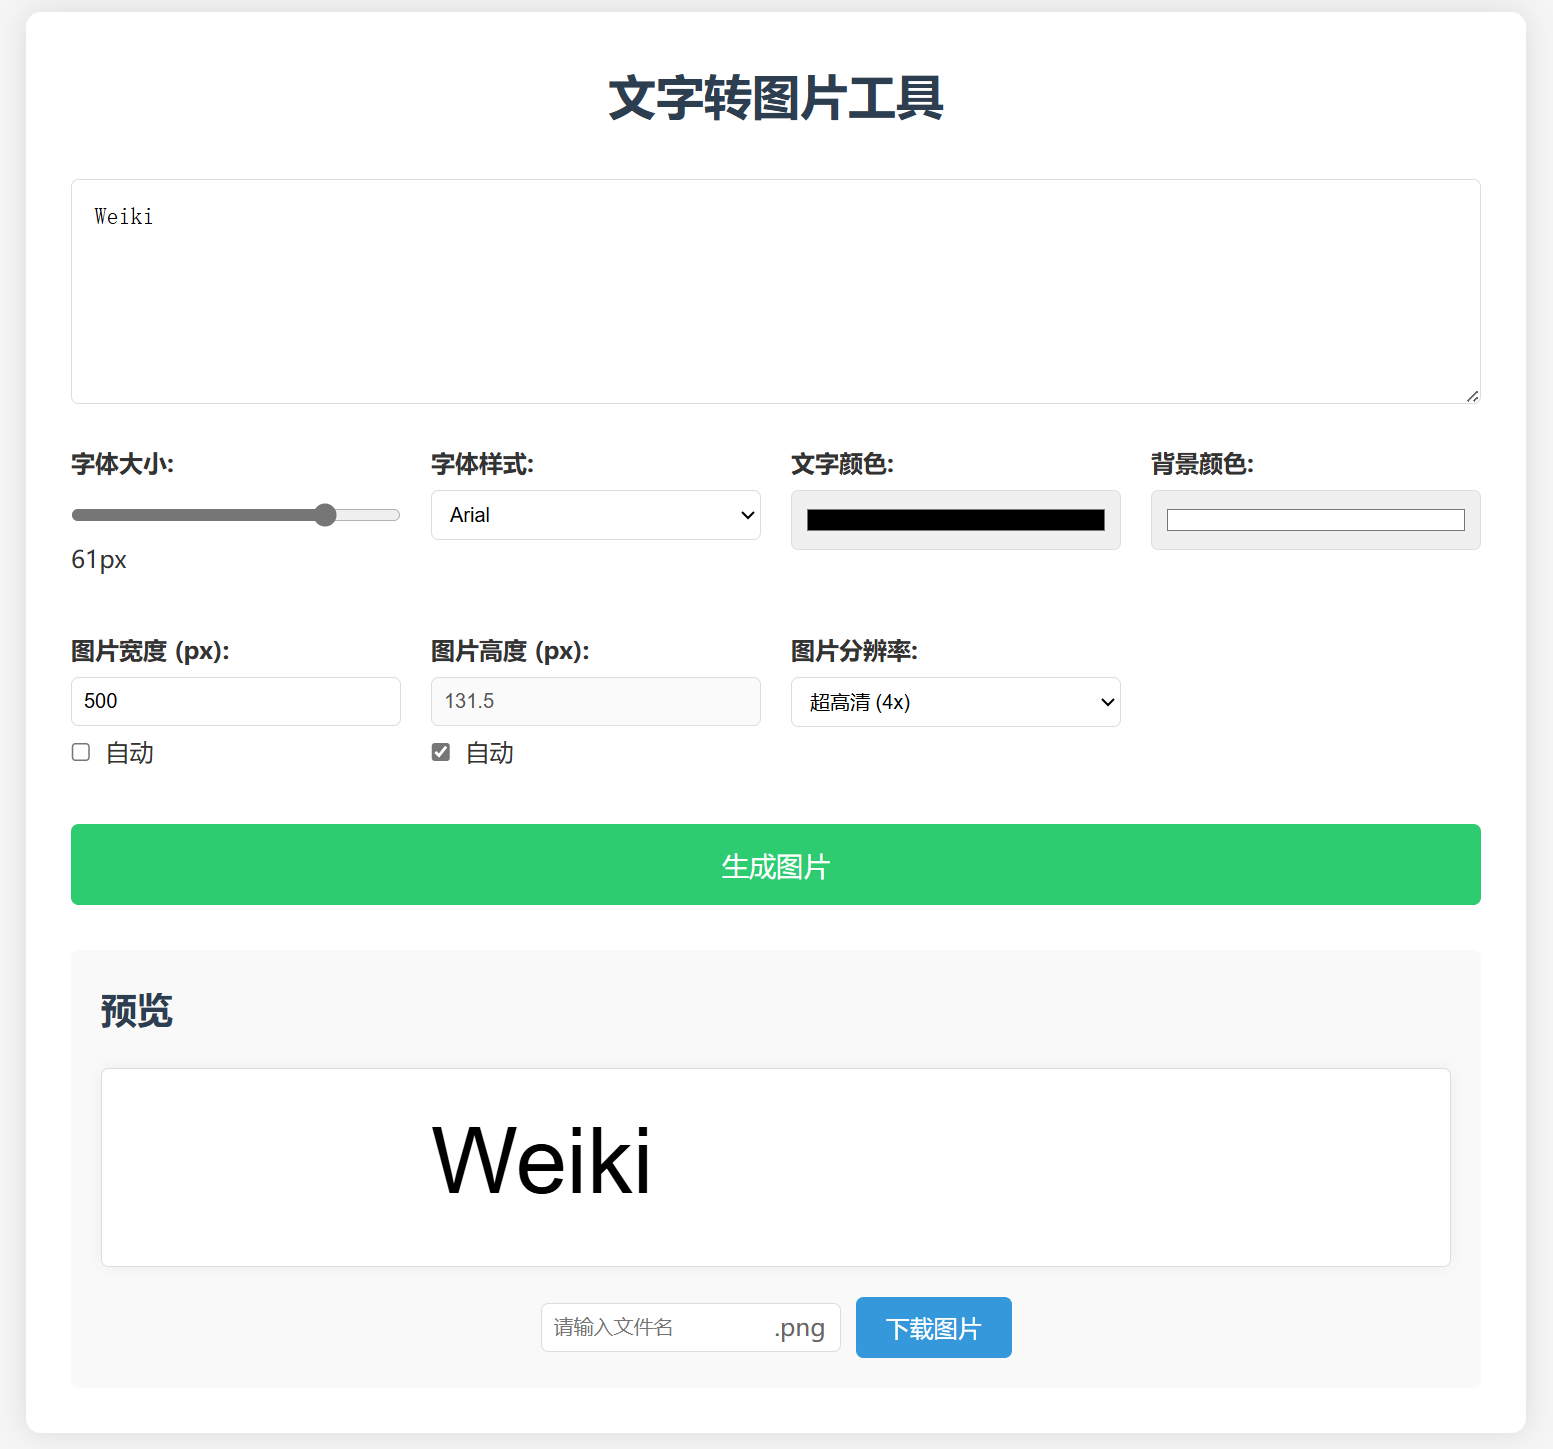 文字转图片工具
Weiki
字体大小:
字体样式:
文字颜色:
背景颜色:
Arial
61px
图片宽度 (px):
图片高度 (px):
图片分辨率:
500
131.5
超高清 (4x)
自动
自动
生成图片
预览
Weiki
请输入文件名
.png
下载图片